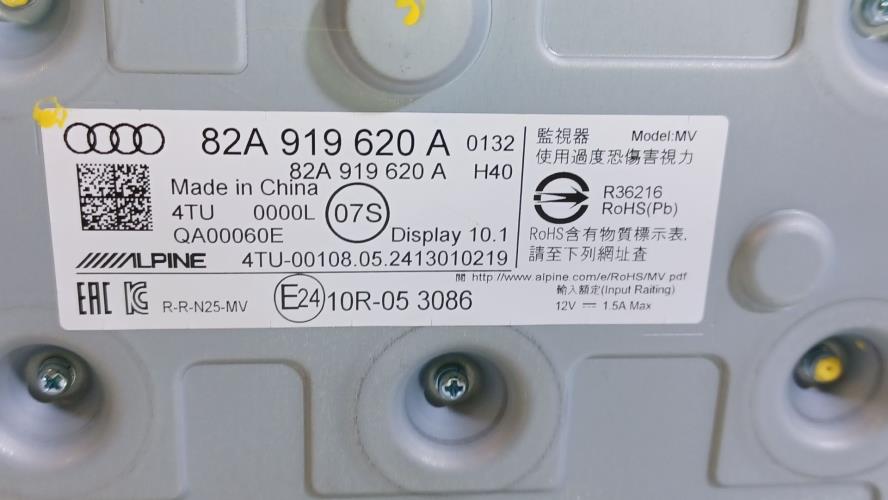 82A 919 620 A 0132
82A 919 620 A H40
Made in China
4TU 0000L 07S
QA00060E Display 10.1
ALPINE 4TU-00108.05.2413010219
監視器 Model:MV
使用過度恐傷害視力
R36216
RoHS(Pb)
RoHS含有物質標示表.
請至下列網址查
閱 http://www.alpine.com/e/RoHS/MV.pdf
輸入額定(Input Raiting)
12V ⎓ 1.5A Max
EAC R-R-N25-MV E24 10R-05 3086